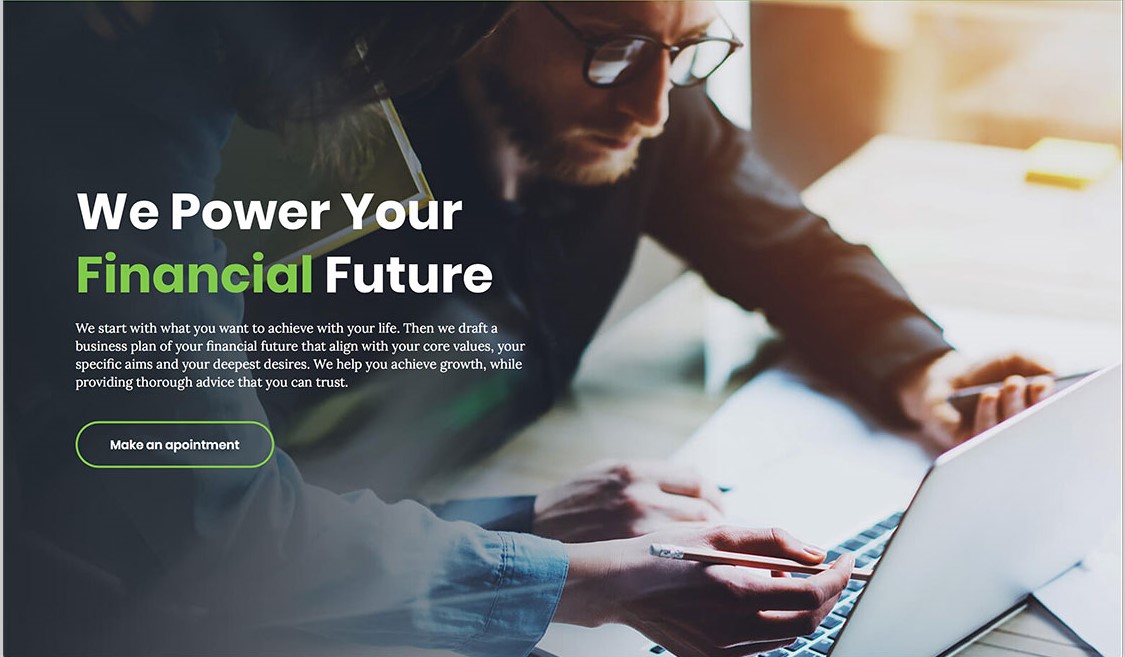 We Power Your
Financial Future
We start with what you want to achieve with your life. Then we draft a
business plan of your financial future that align with your core values, your
specific aims and your deepest desires. We help you achieve growth, while
providing thorough advice that you can trust.
Make an apointment